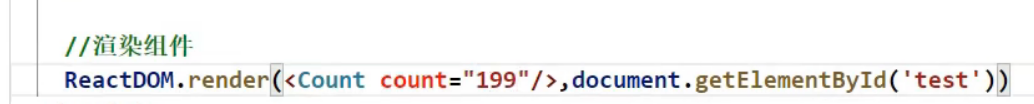 //渲染组件
ReactDOM.render(<Count count="199"/>,document.getElementById('test'))